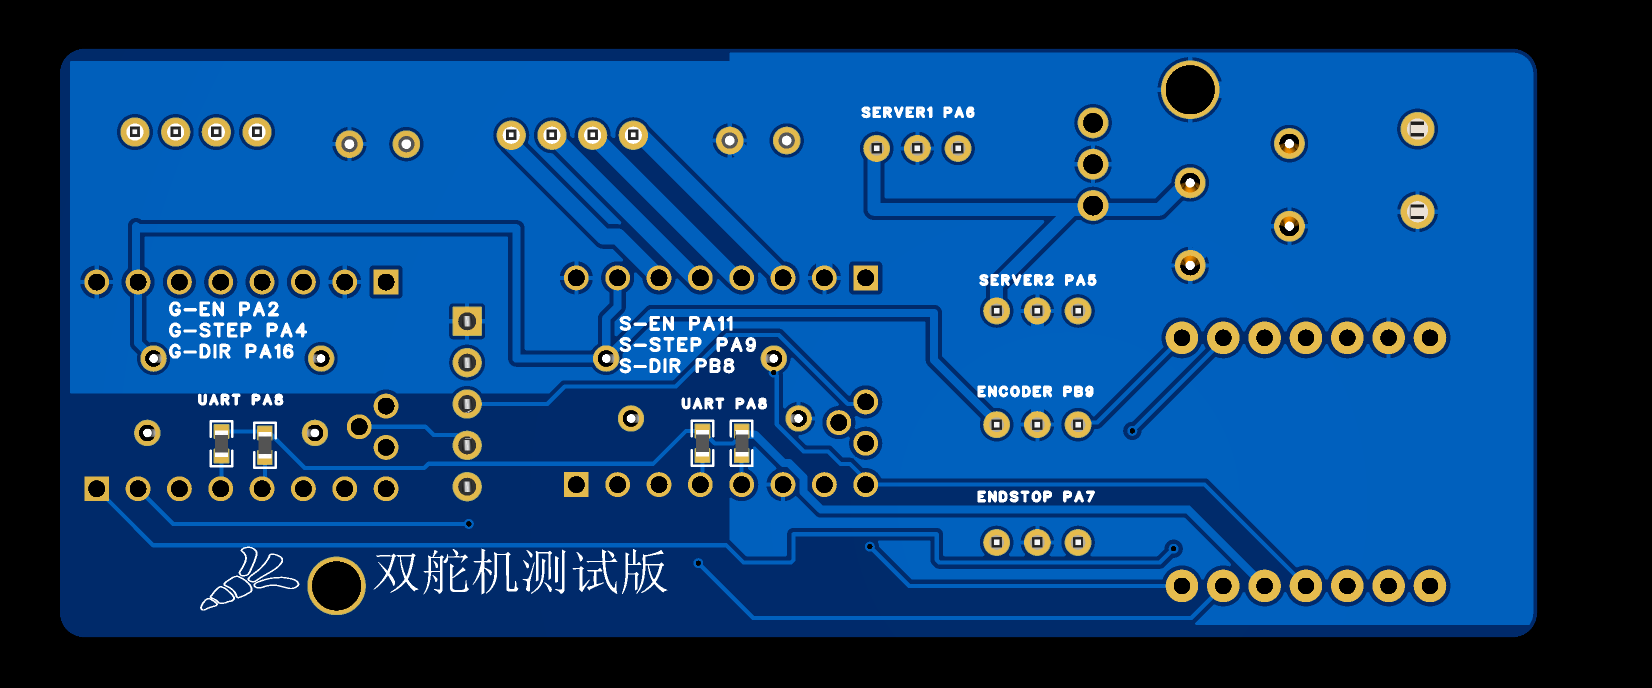 SERVER1 PA6
SERVER2 PA5
G-EN PA2
G-STEP PA4
G-DIR PA16
S-EN PA11
S-STEP PA9
S-DIR PB8
UART PA8
UART PA8
ENCODER PB9
ENDSTOP PA7
双舵机测试版